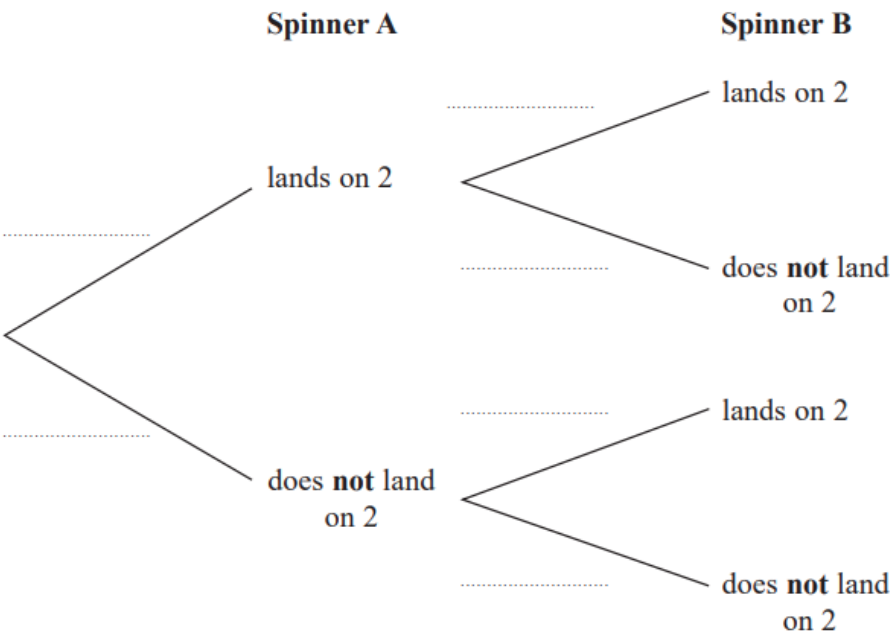 Spinner A
Spinner B
lands on 2
lands on 2
does not land
on 2
does not land
on 2
lands on 2
does not land
on 2